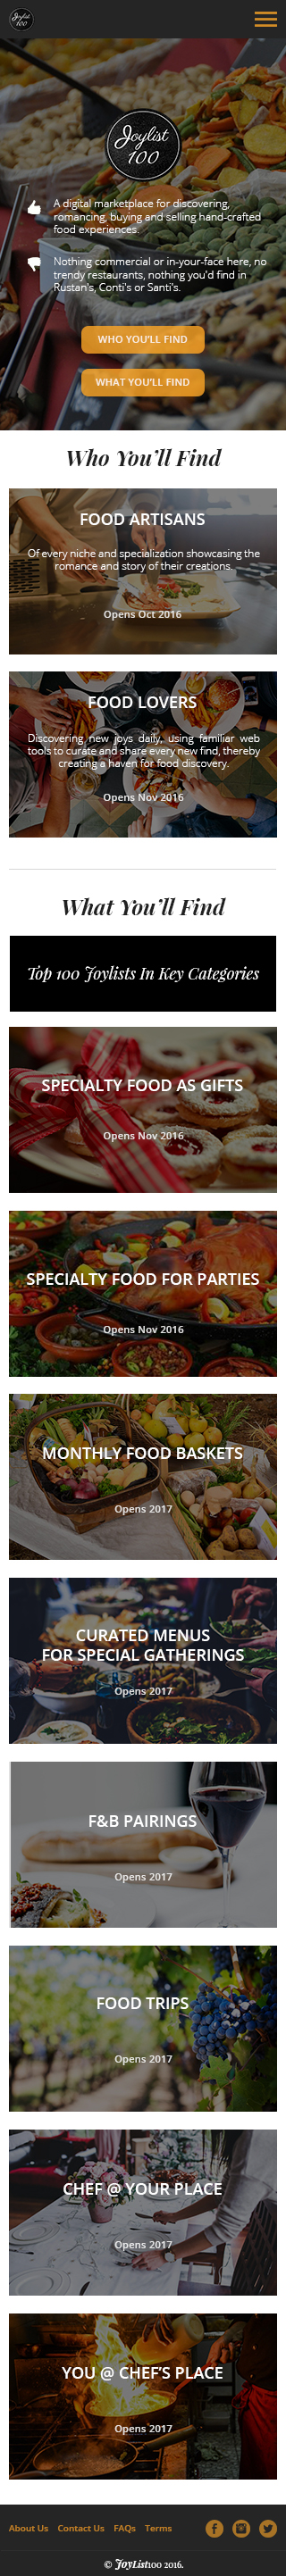 Joylist
100
Joylist
100
A digital marketplace for discovering,
romancing, buying and selling hand-crafted
food experiences.
Nothing commercial or in-your-face here, no
trendy restaurants, nothing you'd find in
Rustan's, Conti's or Santi's.
WHO YOU'LL FIND
WHAT YOU'LL FIND
Who You'll Find
FOOD ARTISANS
Of every niche and specialization showcasing the
romance and story of their creations.
Opens Oct 2016
FOOD LOVERS
Discovering new joys daily, using familiar web
tools to curate and share every new find, thereby
creating a haven for food discovery.
Opens Nov 2016
What You'll Find
Top 100 Joylists In Key Categories
SPECIALTY FOOD AS GIFTS
Opens Nov 2016
SPECIALTY FOOD FOR PARTIES
Opens Nov 2016
MONTHLY FOOD BASKETS
Opens 2017
CURATED MENUS
FOR SPECIAL GATHERINGS
Opens 2017
F&B PAIRINGS
Opens 2017
FOOD TRIPS
Opens 2017
CHEF @ YOUR PLACE
Opens 2017
YOU @ CHEF'S PLACE
Opens 2017
About Us Contact Us FAQs Terms
© JoyList100 2016.